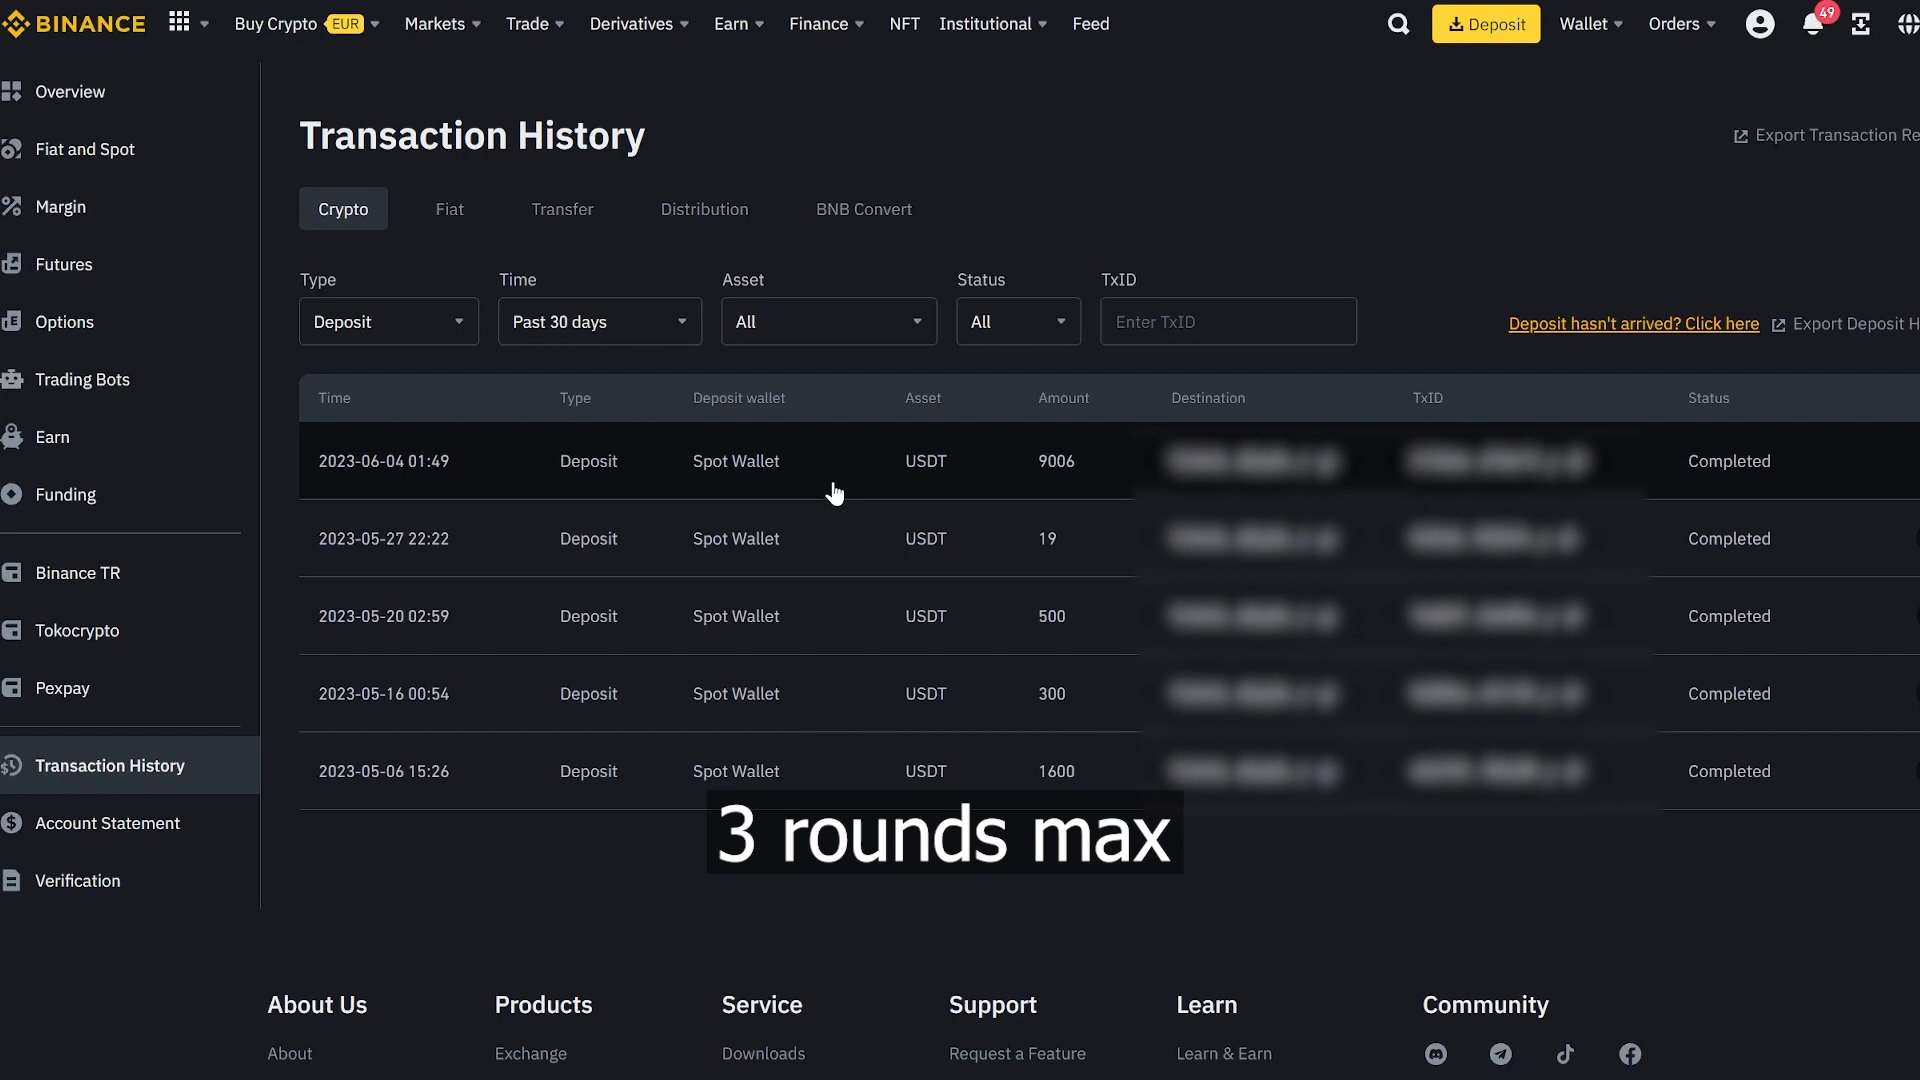 BINANCE
Buy Crypto EUR Markets Trade Derivatives Earn Finance NFT Institutional Feed Deposit Wallet Orders 49
Overview
Fiat and Spot
Margin
Futures
Options
Trading Bots
Earn
Funding
Binance TR
Tokocrypto
Pexpay
Transaction History
Account Statement
Verification
Transaction History
Export Transaction Re
Crypto Fiat Transfer Distribution BNB Convert
Type Time Asset Status TxID
Deposit Past 30 days All All Enter TxID
Deposit hasn't arrived? Click here Export Deposit H
Time Type Deposit wallet Asset Amount Destination TxID Status
2023-06-04 01:49 Deposit Spot Wallet USDT 9006 Completed
2023-05-27 22:22 Deposit Spot Wallet USDT 19 Completed
2023-05-20 02:59 Deposit Spot Wallet USDT 500 Completed
2023-05-16 00:54 Deposit Spot Wallet USDT 300 Completed
2023-05-06 15:26 Deposit Spot Wallet USDT 1600 Completed
3 rounds max
About Us Products Service Support Learn Community
About Exchange Downloads Request a Feature Learn & Earn